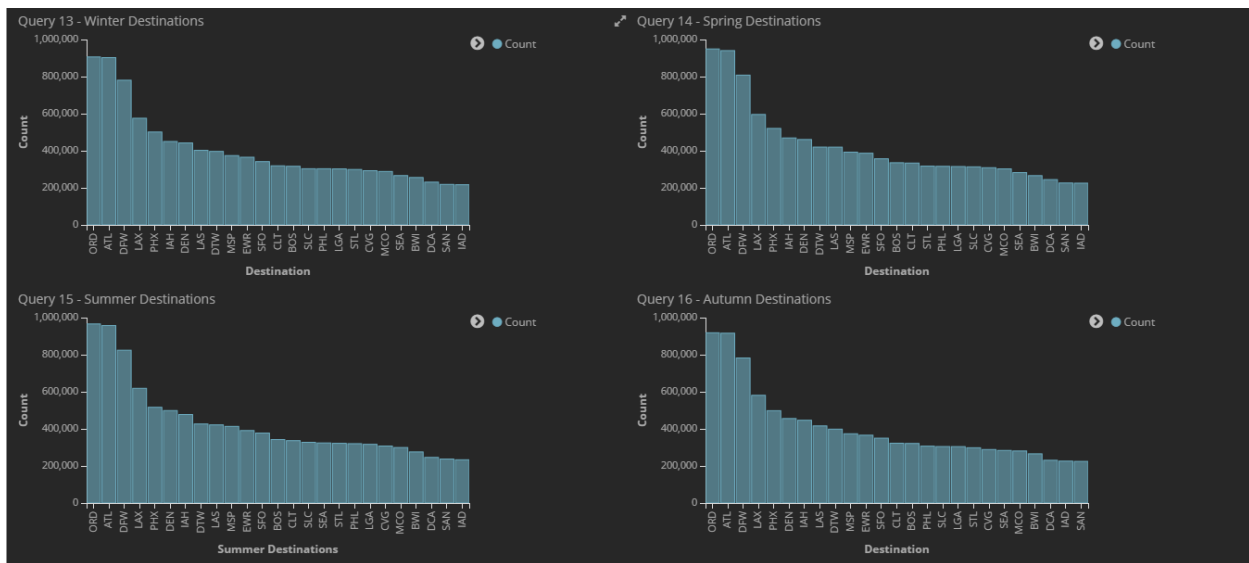 Query 13 - Winter Destinations
1,000,000
800,000
600,000
400,000
200,000
0
Count
ORD ATL DFW LAX PHX IAH DEN LAS DTW MSP EWR SFO CLT BOS SLC PHL LGA STL CVG MCO SEA BWI DCA SAN IAD
Destination
Count
Query 14 - Spring Destinations
1,000,000
800,000
600,000
400,000
200,000
0
Count
ORD ATL DFW LAX PHX IAH DEN DTW LAS MSP EWR SFO BOS CLT STL PHL LGA SLC CVG MCO SEA BWI DCA SAN IAD
Destination
Count
Query 15 - Summer Destinations
1,000,000
800,000
600,000
400,000
200,000
0
Count
ORD ATL DFW LAX PHX DEN IAH DTW LAS MSP EWR SFO BOS CLT SLC SEA STL PHL LGA CVG MCO BWI DCA SAN IAD
Summer Destinations
Count
Query 16 - Autumn Destinations
1,000,000
800,000
600,000
400,000
200,000
0
Count
ORD ATL DFW LAX PHX DEN IAH LAS DTW MSP EWR SFO CLT BOS PHL SLC LGA STL CVG SEA MCO BWI DCA IAD SAN
Destination
Count